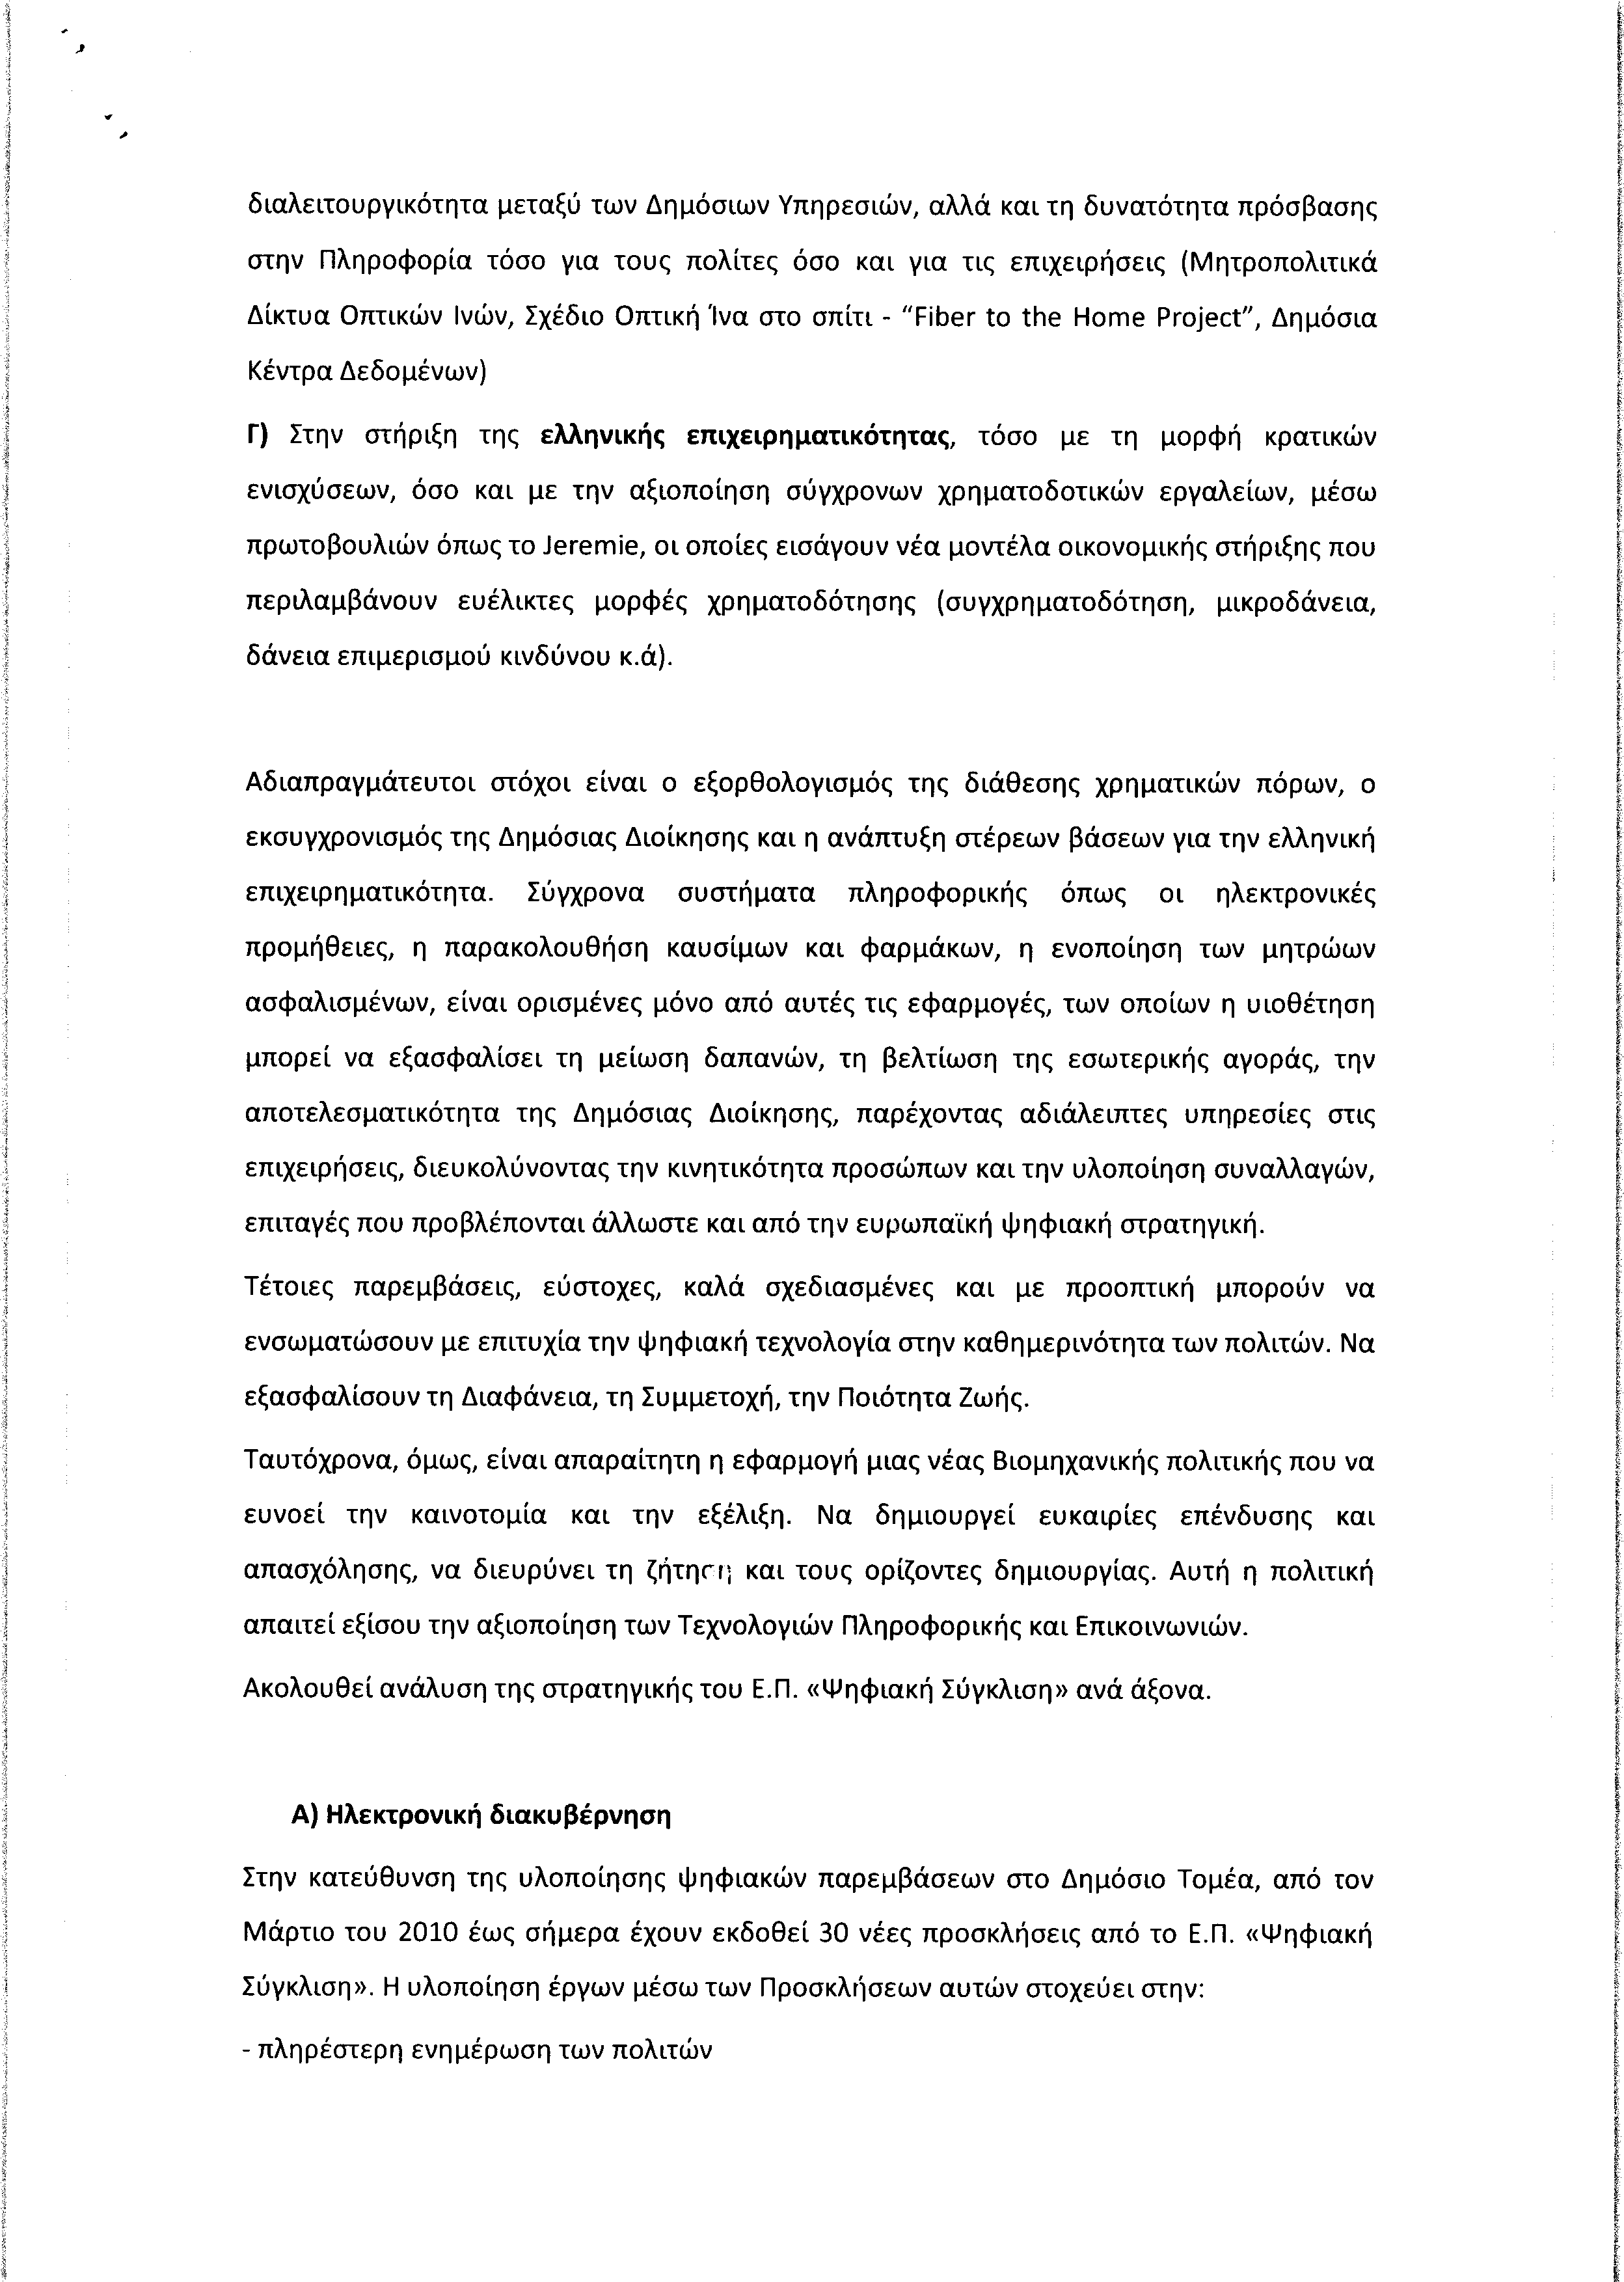 διαλειτουργικότητα μεταξύ των Δημόσιων Υπηρεσιών, αλλά και τη δυνατότητα πρόσβασης
στην Πληροφορία τόσο για τους πολίτες όσο και για τις επιχειρήσεις (Μητροπολιτικά
Δίκτυα Οπτικών Ινών, Σχέδιο Οπτική Ίνα στο σπίτι - "Fiber to the Home Project", Δημόσια
Κέντρα Δεδομένων)
Γ) Στην στήριξη της ελληνικής επιχειρηματικότητας, τόσο με τη μορφή κρατικών
ενισχύσεων, όσο και με την αξιοποίηση σύγχρονων χρηματοδοτικών εργαλείων, μέσω
πρωτοβουλιών όπως το Jeremie, οι οποίες εισάγουν νέα μοντέλα οικονομικής στήριξης που
περιλαμβάνουν ευέλικτες μορφές χρηματοδότησης (συγχρηματοδότηση, μικροδάνεια,
δάνεια επιμερισμού κινδύνου κ.ά).
Αδιαπραγμάτευτοι στόχοι είναι ο εξορθολογισμός της διάθεσης χρηματικών πόρων, ο
εκσυγχρονισμός της Δημόσιας Διοίκησης και η ανάπτυξη στέρεων βάσεων για την ελληνική
επιχειρηματικότητα. Σύγχρονα συστήματα πληροφορικής όπως οι ηλεκτρονικές
προμήθειες, η παρακολουθήση καυσίμων και φαρμάκων, η ενοποίηση των μητρώων
ασφαλισμένων, είναι ορισμένες μόνο από αυτές τις εφαρμογές, των οποίων η υιοθέτηση
μπορεί να εξασφαλίσει τη μείωση δαπανών, τη βελτίωση της εσωτερικής αγοράς, την
αποτελεσματικότητα της Δημόσιας Διοίκησης, παρέχοντας αδιάλειπτες υπηρεσίες στις
επιχειρήσεις, διευκολύνοντας την κινητικότητα προσώπων και την υλοποίηση συναλλαγών,
επιταγές που προβλέπονται άλλωστε και από την ευρωπαϊκή ψηφιακή στρατηγική.
Τέτοιες παρεμβάσεις, εύστοχες, καλά σχεδιασμένες και με προοπτική μπορούν να
ενσωματώσουν με επιτυχία την ψηφιακή τεχνολογία στην καθημερινότητα των πολιτών. Να
εξασφαλίσουν τη Διαφάνεια, τη Συμμετοχή, την Ποιότητα Ζωής.
Ταυτόχρονα, όμως, είναι απαραίτητη η εφαρμογή μιας νέας Βιομηχανικής πολιτικής που να
ευνοεί την καινοτομία και την εξέλιξη. Να δημιουργεί ευκαιρίες επένδυσης και
απασχόλησης, να διευρύνει τη ζήτηση και τους ορίζοντες δημιουργίας. Αυτή η πολιτική
απαιτεί εξίσου την αξιοποίηση των Τεχνολογιών Πληροφορικής και Επικοινωνιών.
Ακολουθεί ανάλυση της στρατηγικής του Ε.Π. «Ψηφιακή Σύγκλιση» ανά άξονα.
Α) Ηλεκτρονική διακυβέρνηση
Στην κατεύθυνση της υλοποίησης ψηφιακών παρεμβάσεων στο Δημόσιο Τομέα, από τον
Μάρτιο του 2010 έως σήμερα έχουν εκδοθεί 30 νέες προσκλήσεις από το Ε.Π. «Ψηφιακή
Σύγκλιση». Η υλοποίηση έργων μέσω των Προσκλήσεων αυτών στοχεύει στην:
- πληρέστερη ενημέρωση των πολιτών